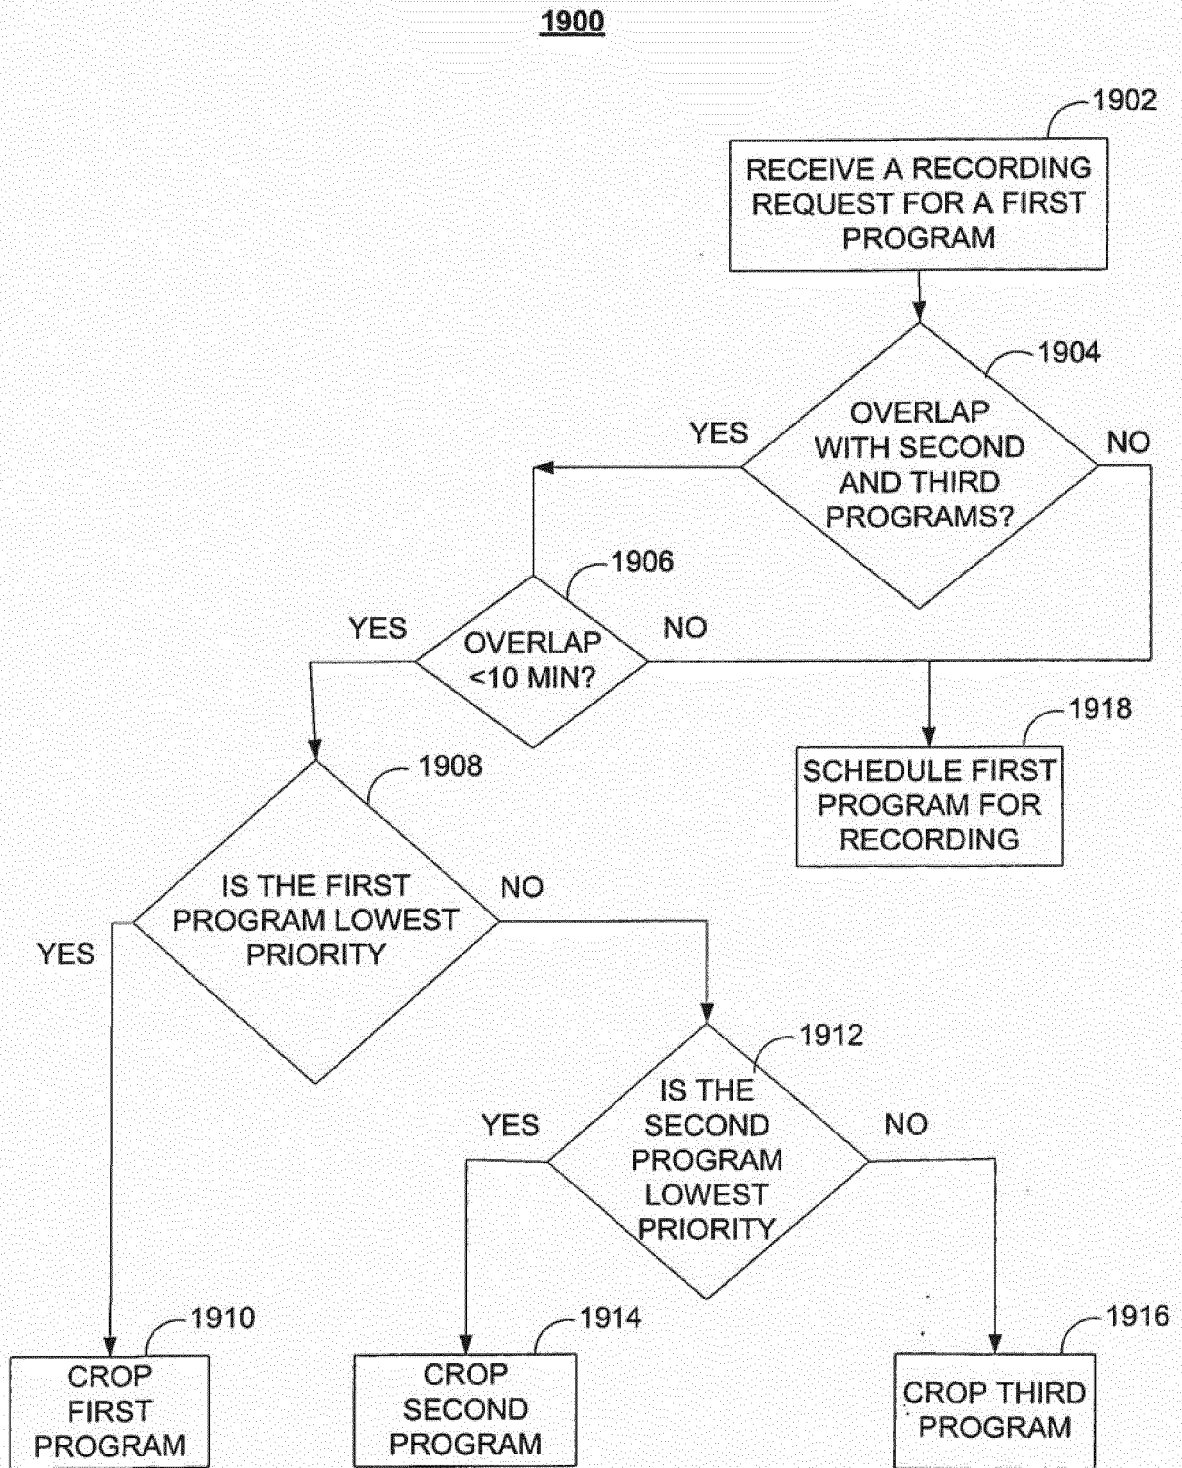 1900
1902
RECEIVE A RECORDING
REQUEST FOR A FIRST
PROGRAM
1904
OVERLAP
WITH SECOND
AND THIRD
PROGRAMS?
YES
NO
1906
OVERLAP
<10 MIN?
YES
NO
1918
SCHEDULE FIRST
PROGRAM FOR
RECORDING
1908
IS THE FIRST
PROGRAM LOWEST
PRIORITY
YES
NO
1912
IS THE
SECOND
PROGRAM
LOWEST
PRIORITY
YES
NO
1910
CROP
FIRST
PROGRAM
1914
CROP
SECOND
PROGRAM
1916
CROP THIRD
PROGRAM